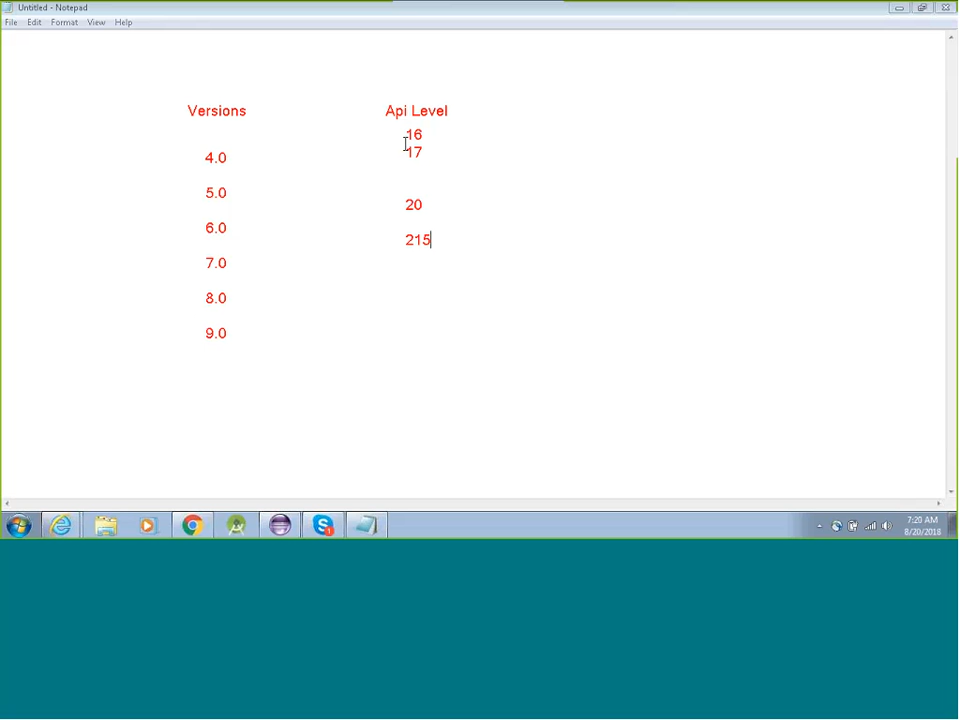 Untitled - Notepad
File Edit Format View Help
Versions Api Level
16
17
4.0
5.0
20
6.0
215
7.0
8.0
9.0
7:20 AM
8/20/2018